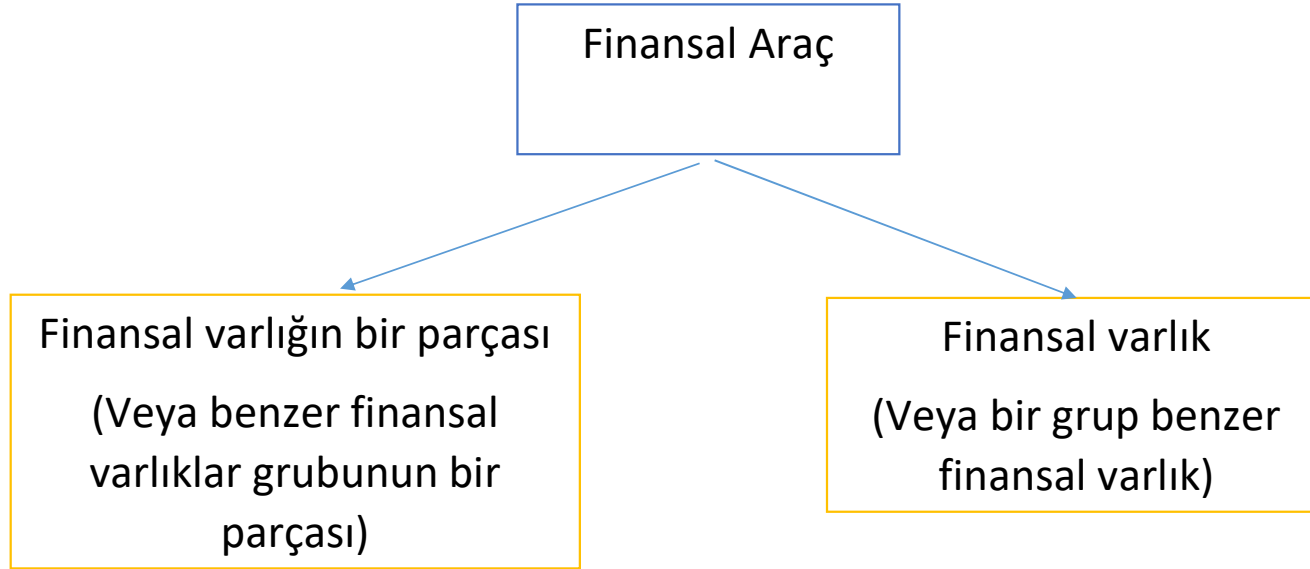 Finansal Araç
Finansal varlığın bir parçası
(Veya benzer finansal
varlıklar grubunun bir
parçası)
Finansal varlık
(Veya bir grup benzer
finansal varlık)